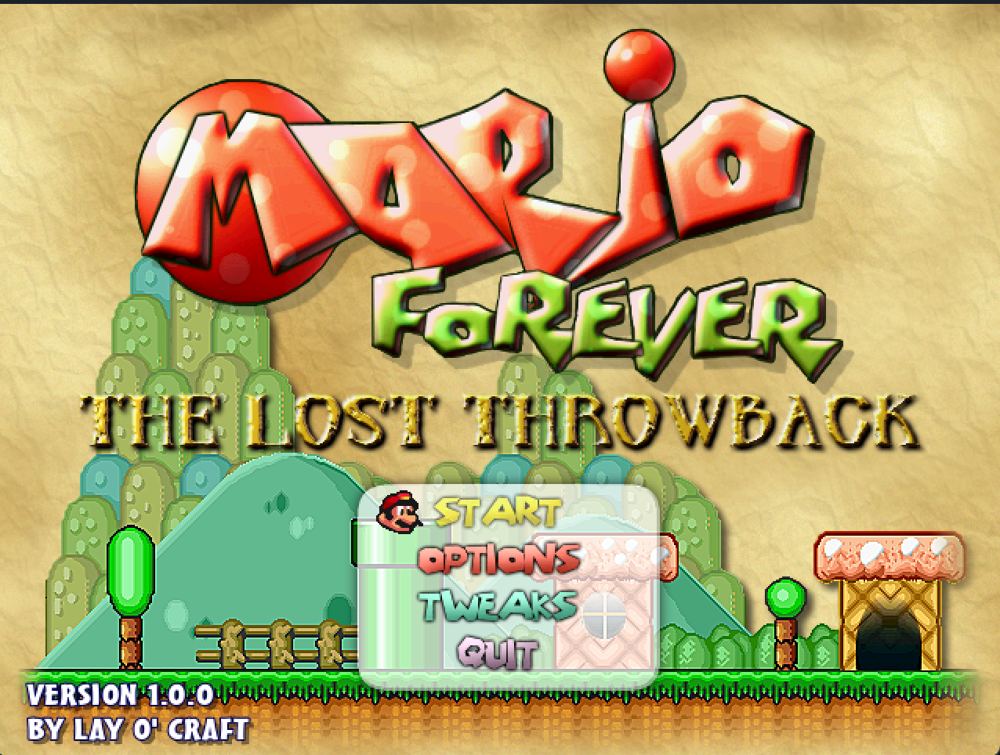 MARIO
FOREVER
THE LOST THROWBACK
START
OPTIONS
TWEAKS
QUIT
VERSION 1.0.0
BY LAY O' CRAFT